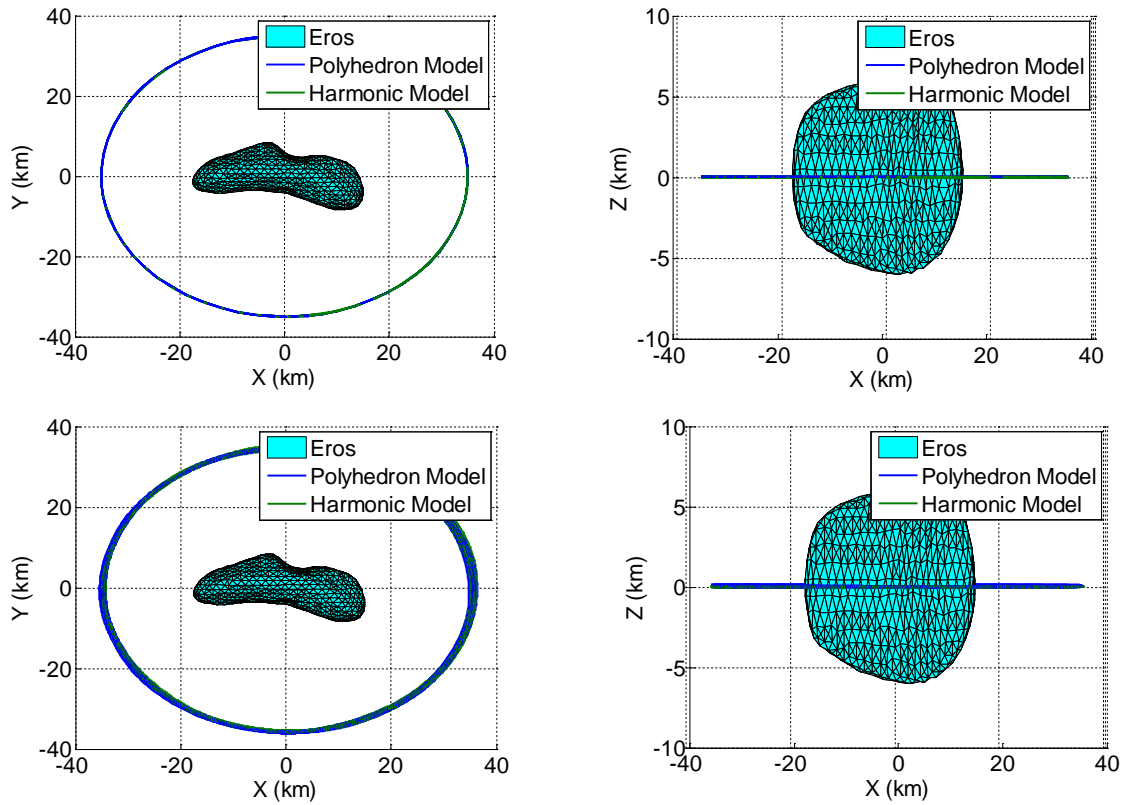 40
20
0
-20
-40
Y (km)
-40 -20 0 20 40
X (km)
Eros
Polyhedron Model
Harmonic Model
10
5
0
-5
-10
Z (km)
-40 -20 0 20 40
X (km)
Eros
Polyhedron Model
Harmonic Model
40
20
0
-20
-40
Y (km)
-40 -20 0 20 40
X (km)
Eros
Polyhedron Model
Harmonic Model
10
5
0
-5
-10
Z (km)
-40 -20 0 20 40
X (km)
Eros
Polyhedron Model
Harmonic Model